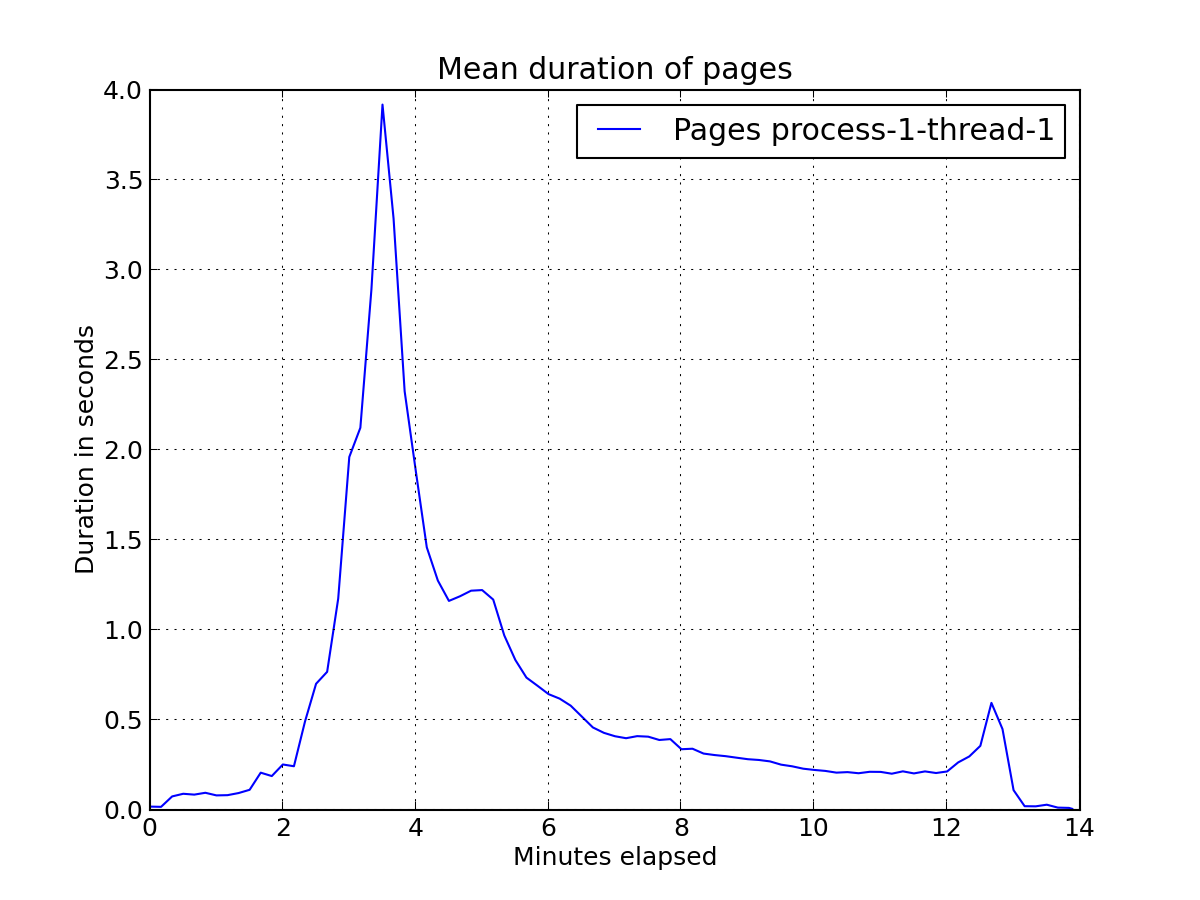 Mean duration of pages
Pages process-1-thread-1
4.0
3.5
3.0
2.5
2.0
1.5
1.0
0.5
0.0
Duration in seconds
0 2 4 6 8 10 12 14
Minutes elapsed